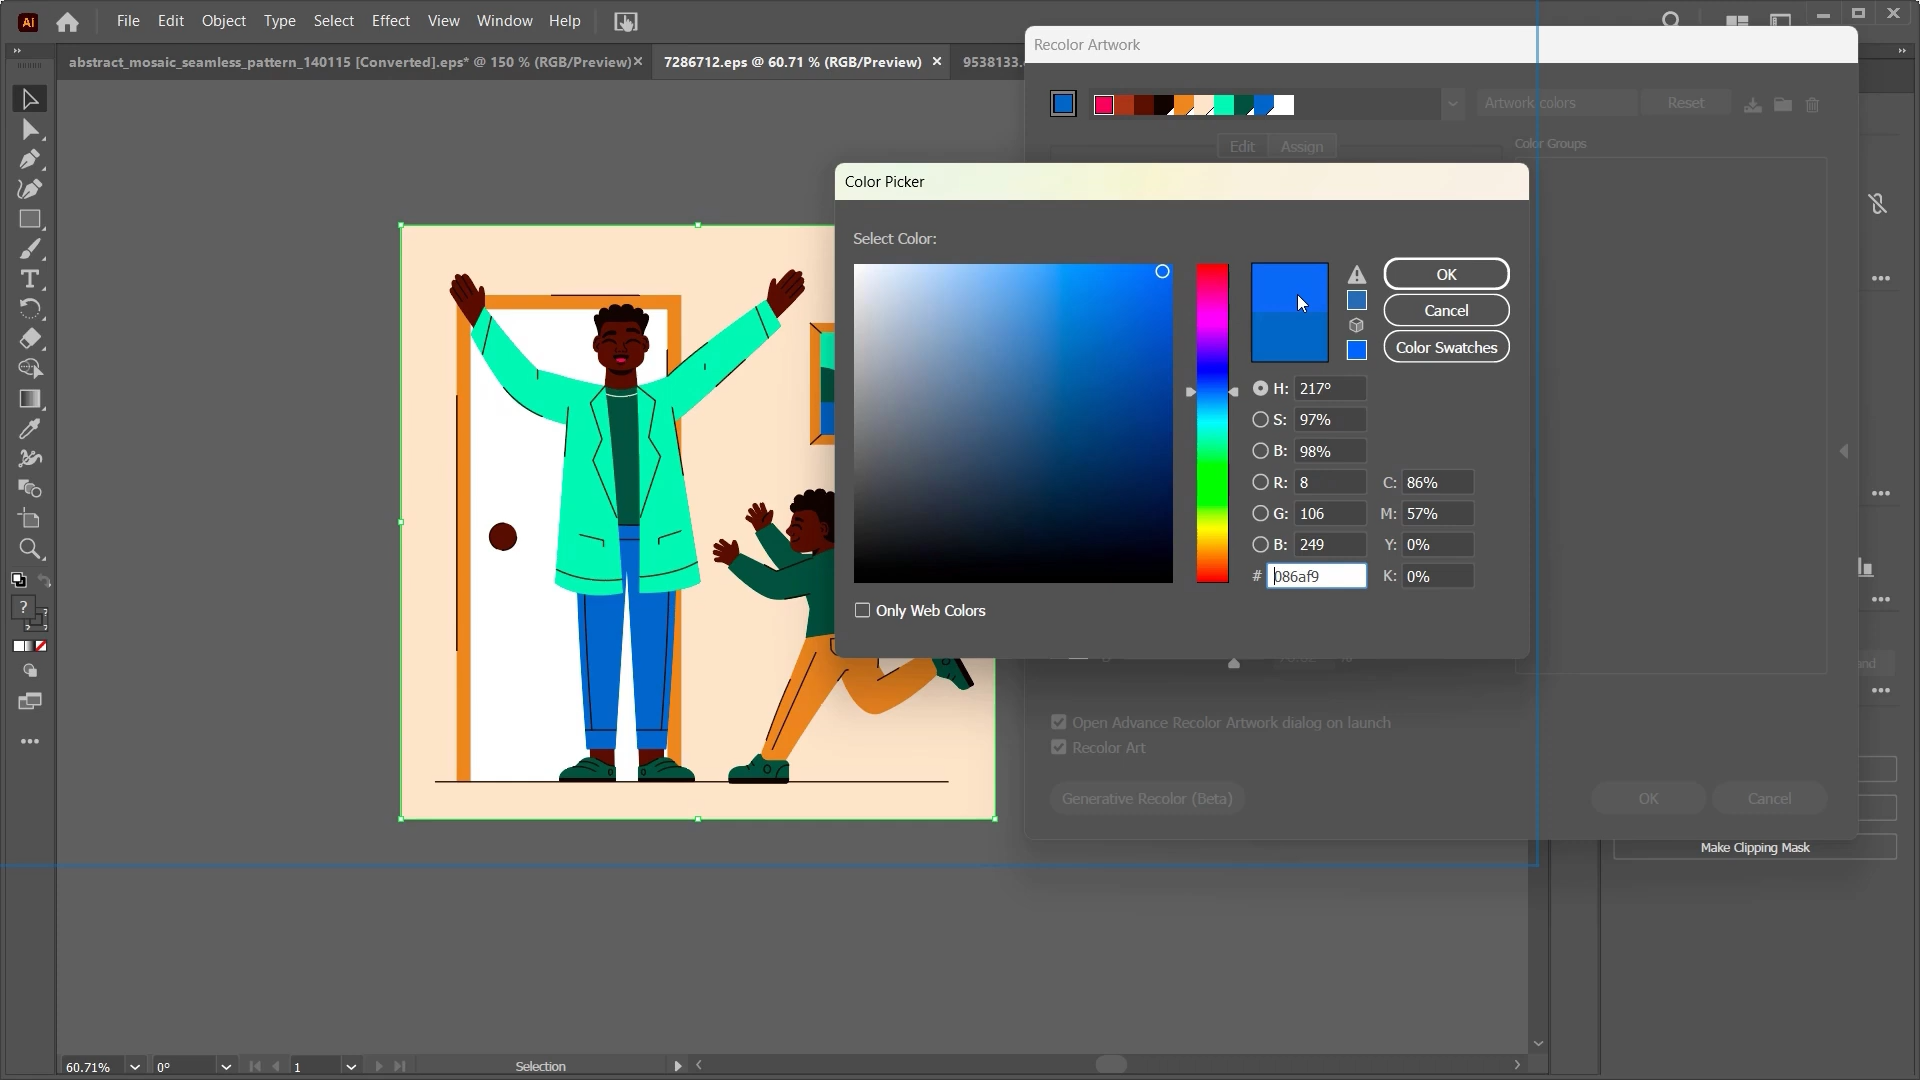 Ai File Edit Object Type Select Effect View Window Help
abstract_mosaic_seamless_pattern_140115 [Converted].eps* @ 150 % (RGB/Preview) 7286712.eps @ 60.71 % (RGB/Preview) 9538133.
Recolor Artwork
Artwork colors Reset
Edit Assign Color Groups
Color Picker
Select Color:
OK
Cancel
Color Swatches
H: 217°
S: 97%
B: 98%
R: 8 C: 86%
G: 106 M: 57%
B: 249 Y: 0%
# 086af9 K: 0%
Only Web Colors
Open Advance Recolor Artwork dialog on launch
Recolor Art
Generative Recolor (Beta) OK Cancel
Make Clipping Mask
60.71% 0° 1 Selection